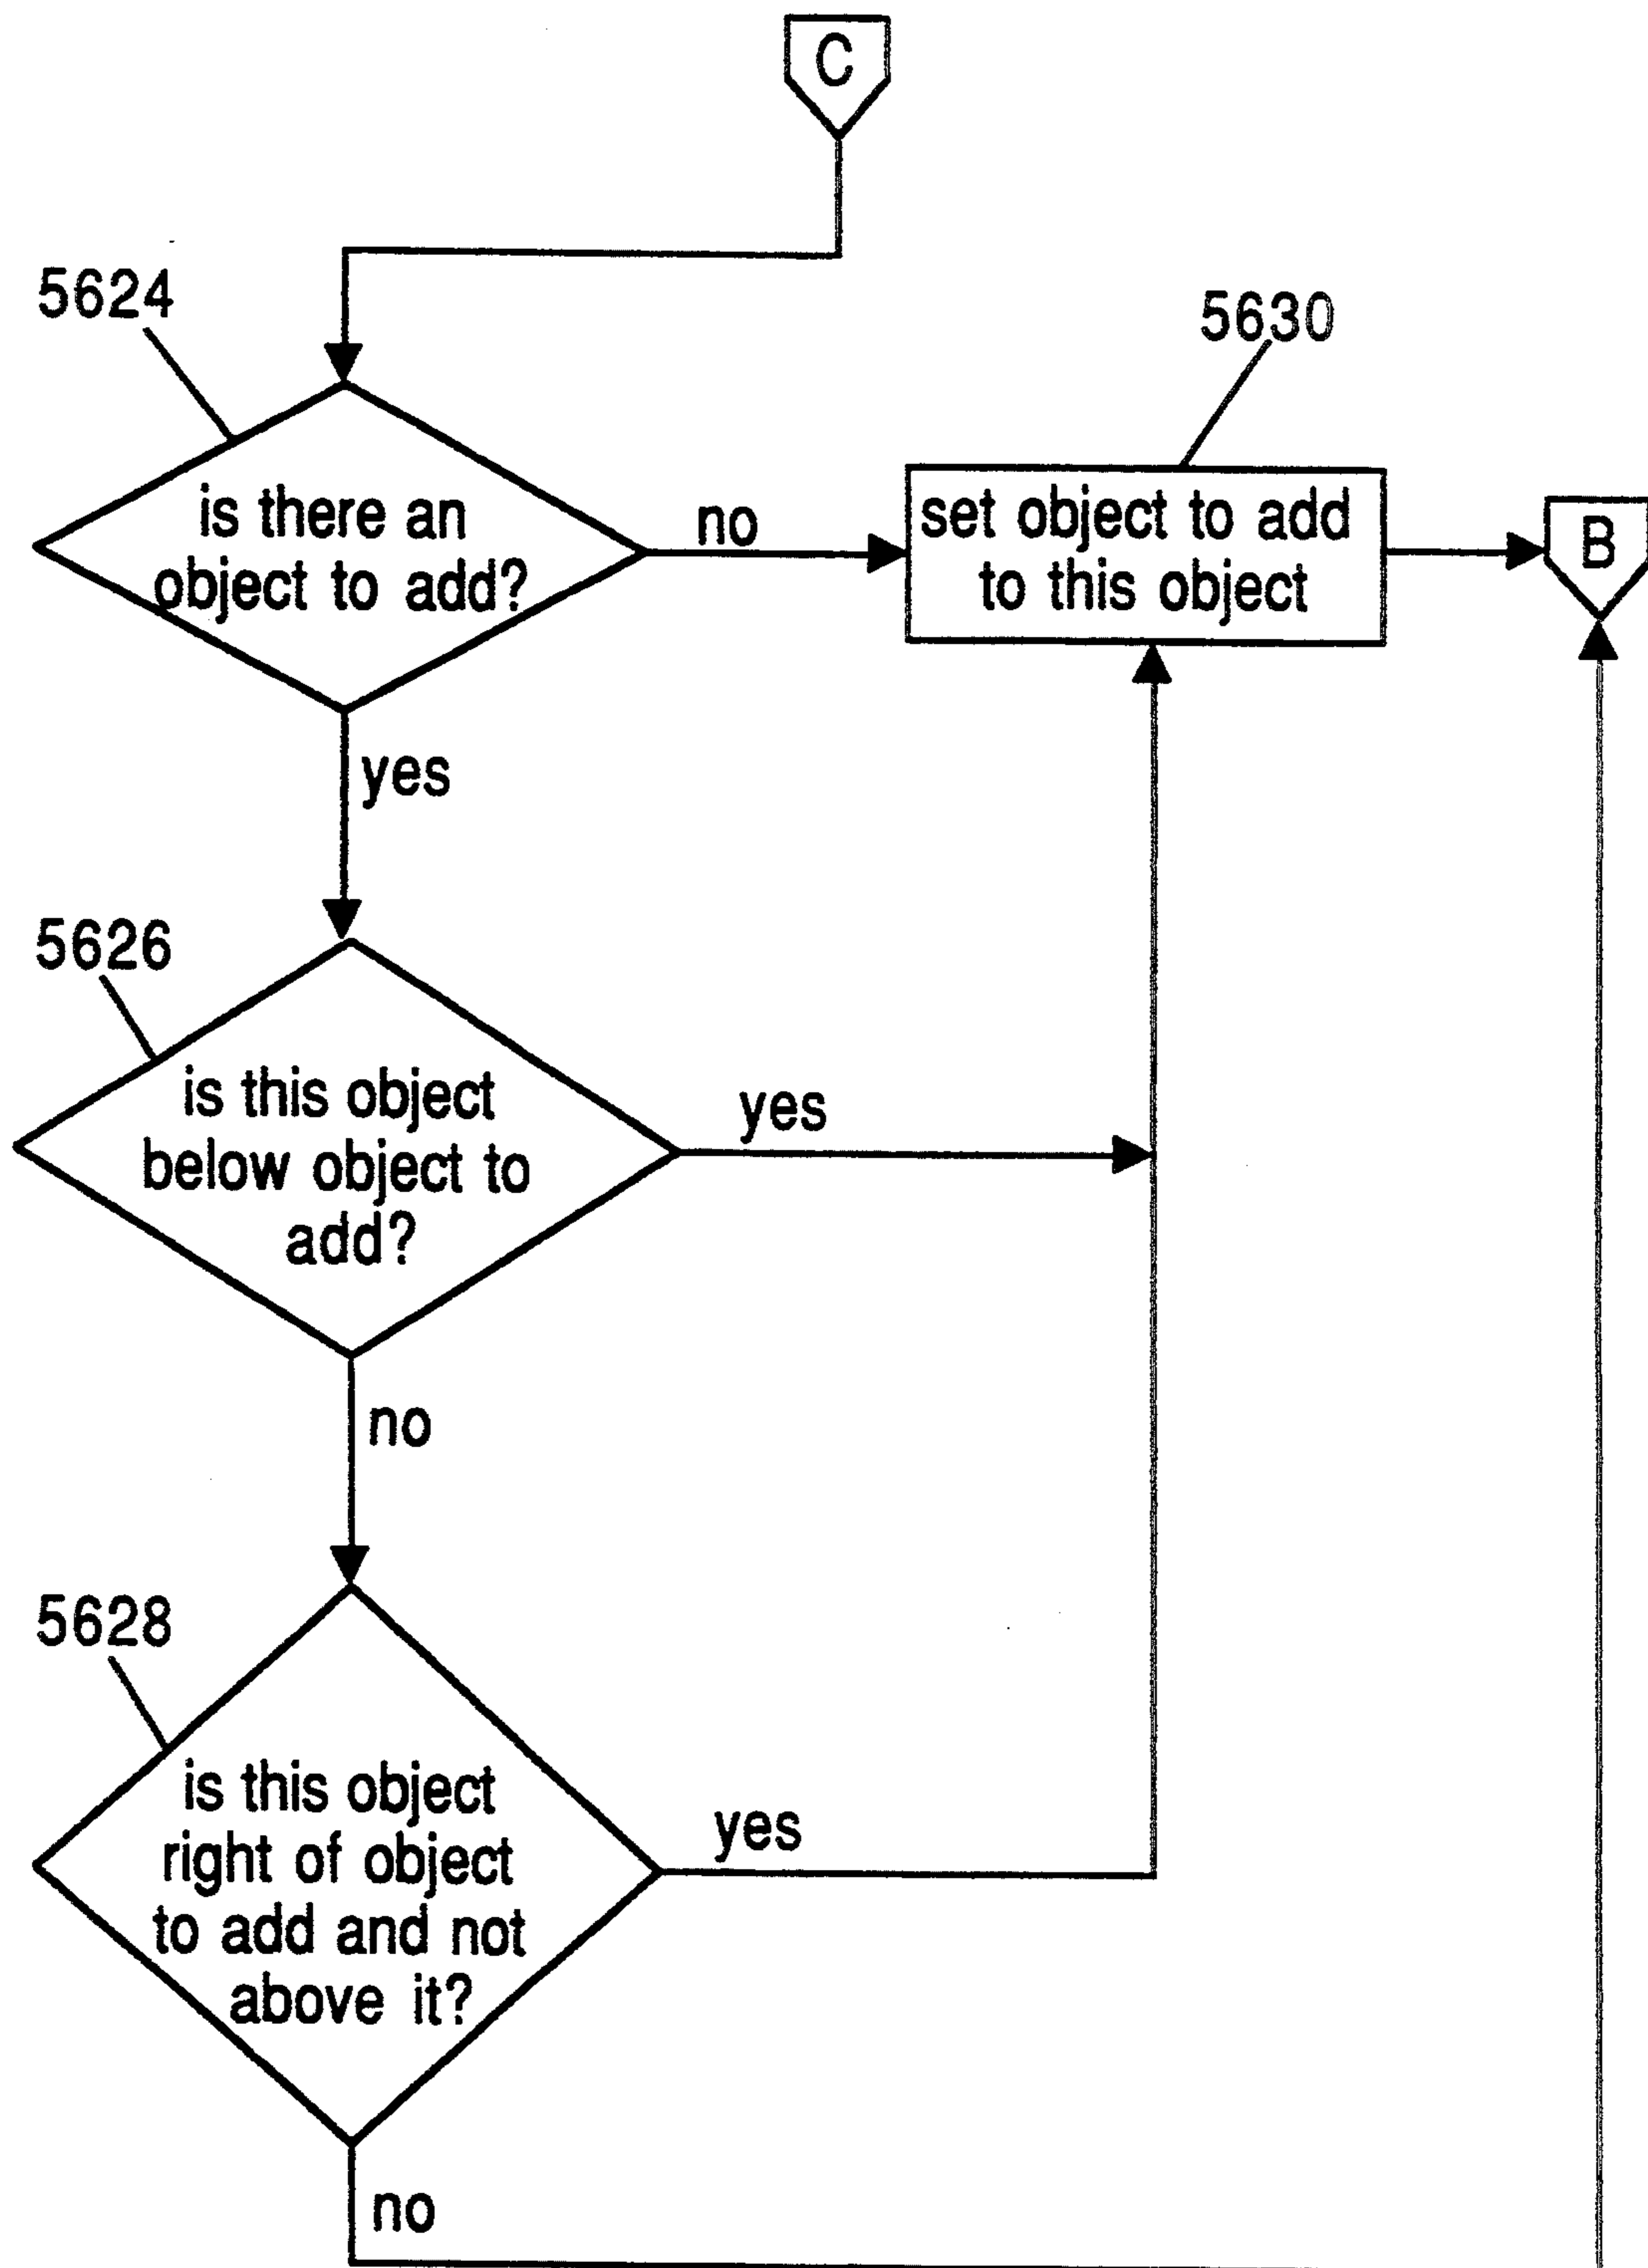 C
5624
5630
is there an
object to add?
no
set object to add
to this object
B
yes
5626
is this object
below object to
add?
yes
no
5628
is this object
right of object
to add and not
above it?
yes
no